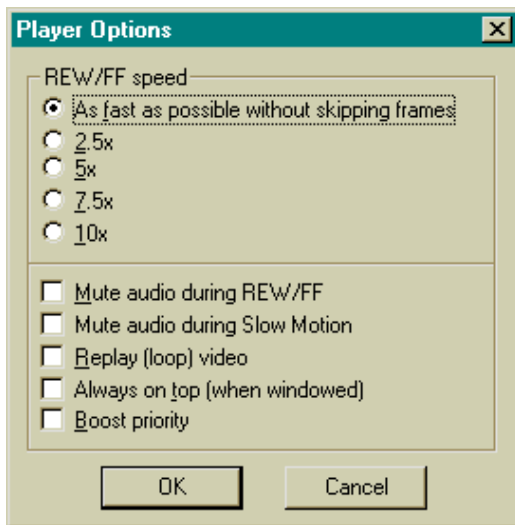 Player Options
REW/FF speed
As fast as possible without skipping frames
2.5x
5x
7.5x
10x
Mute audio during REW/FF
Mute audio during Slow Motion
Replay (loop) video
Always on top (when windowed)
Boost priority
OK
Cancel